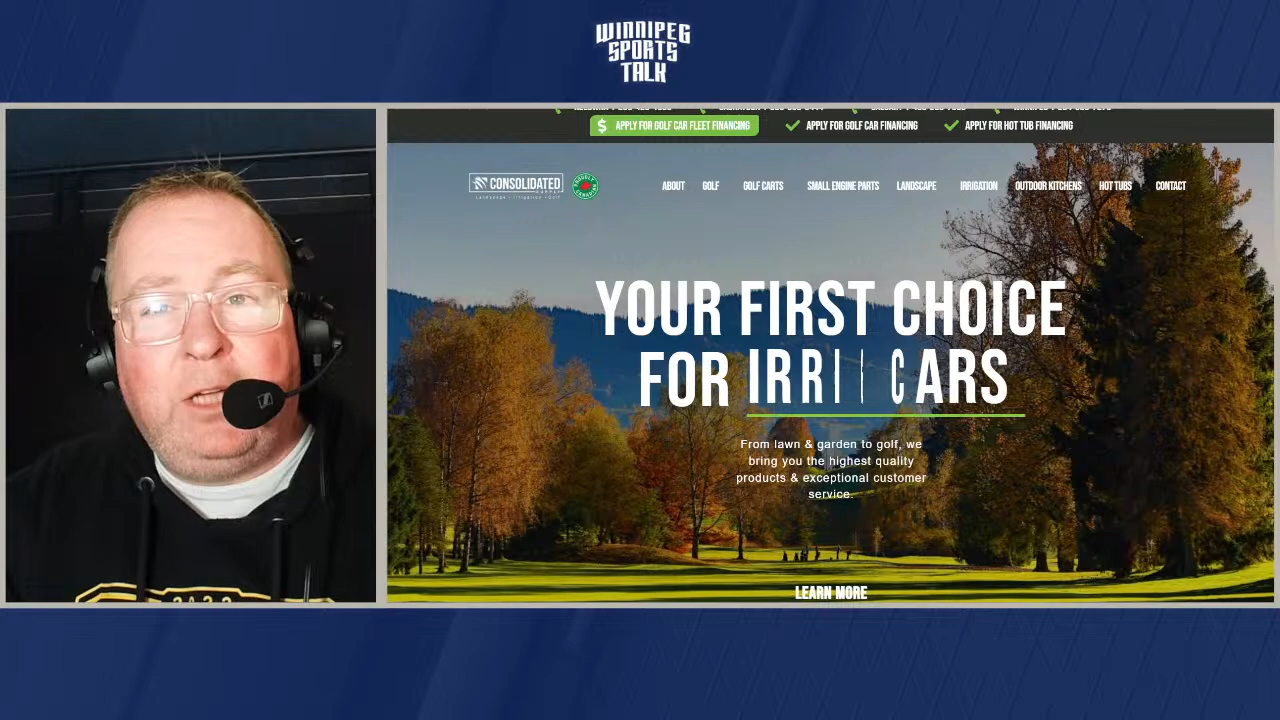 WINNIPEG
SPORTS
TALK
$ APPLY FOR GOLF CAR FLEET FINANCING
APPLY FOR GOLF CAR FINANCING
APPLY FOR HOT TUB FINANCING
CONSOLIDATED
ABOUT GOLF GOLF CARTS SMALL ENGINE PARTS LANDSCAPE IRRIGATION OUTDOOR KITCHENS HOT TUBS CONTACT
YOUR FIRST CHOICE
FOR IRRI CARS
From lawn & garden to golf, we
bring you the highest quality
products & exceptional customer
service.
LEARN MORE